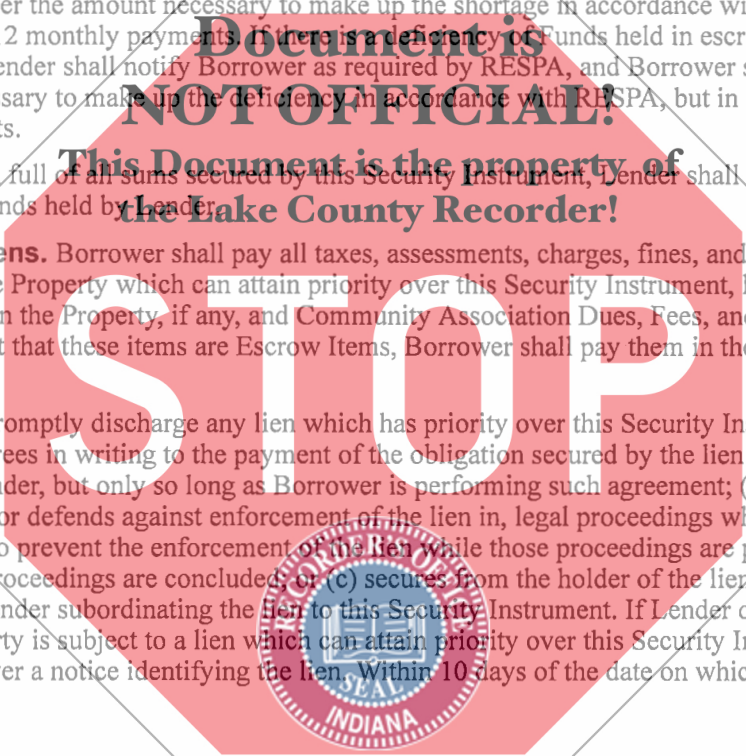 er the amount necessary to make up the shortage in accordance wi
2 monthly payments. If there is a deficiency of Funds held in escr
ender shall notify Borrower as required by RESPA, and Borrower s
ssary to make up the deficiency in accordance with RESPA, but in
ts.
full of all sums secured by this Security Instrument, Lender shall
nds held by Lender.
Document is
NOT OFFICIAL!
This Document is the property of
the Lake County Recorder!
ens. Borrower shall pay all taxes, assessments, charges, fines, and
e Property which can attain priority over this Security Instrument,
n the Property, if any, and Community Association Dues, Fees, and
t that these items are Escrow Items, Borrower shall pay them in the
STOP
omptly discharge any lien which has priority over this Security In
rees in writing to the payment of the obligation secured by the lien
der, but only so long as Borrower is performing such agreement; (
or defends against enforcement of the lien in, legal proceedings wh
o prevent the enforcement of the lien while those proceedings are p
roceedings are concluded; or (c) secures from the holder of the lien
nder subordinating the lien to this Security Instrument. If Lender d
rty is subject to a lien which can attain priority over this Security In
er a notice identifying the lien. Within 10 days of the date on whic
RECORDER'S OFFICE
SEAL
INDIANA